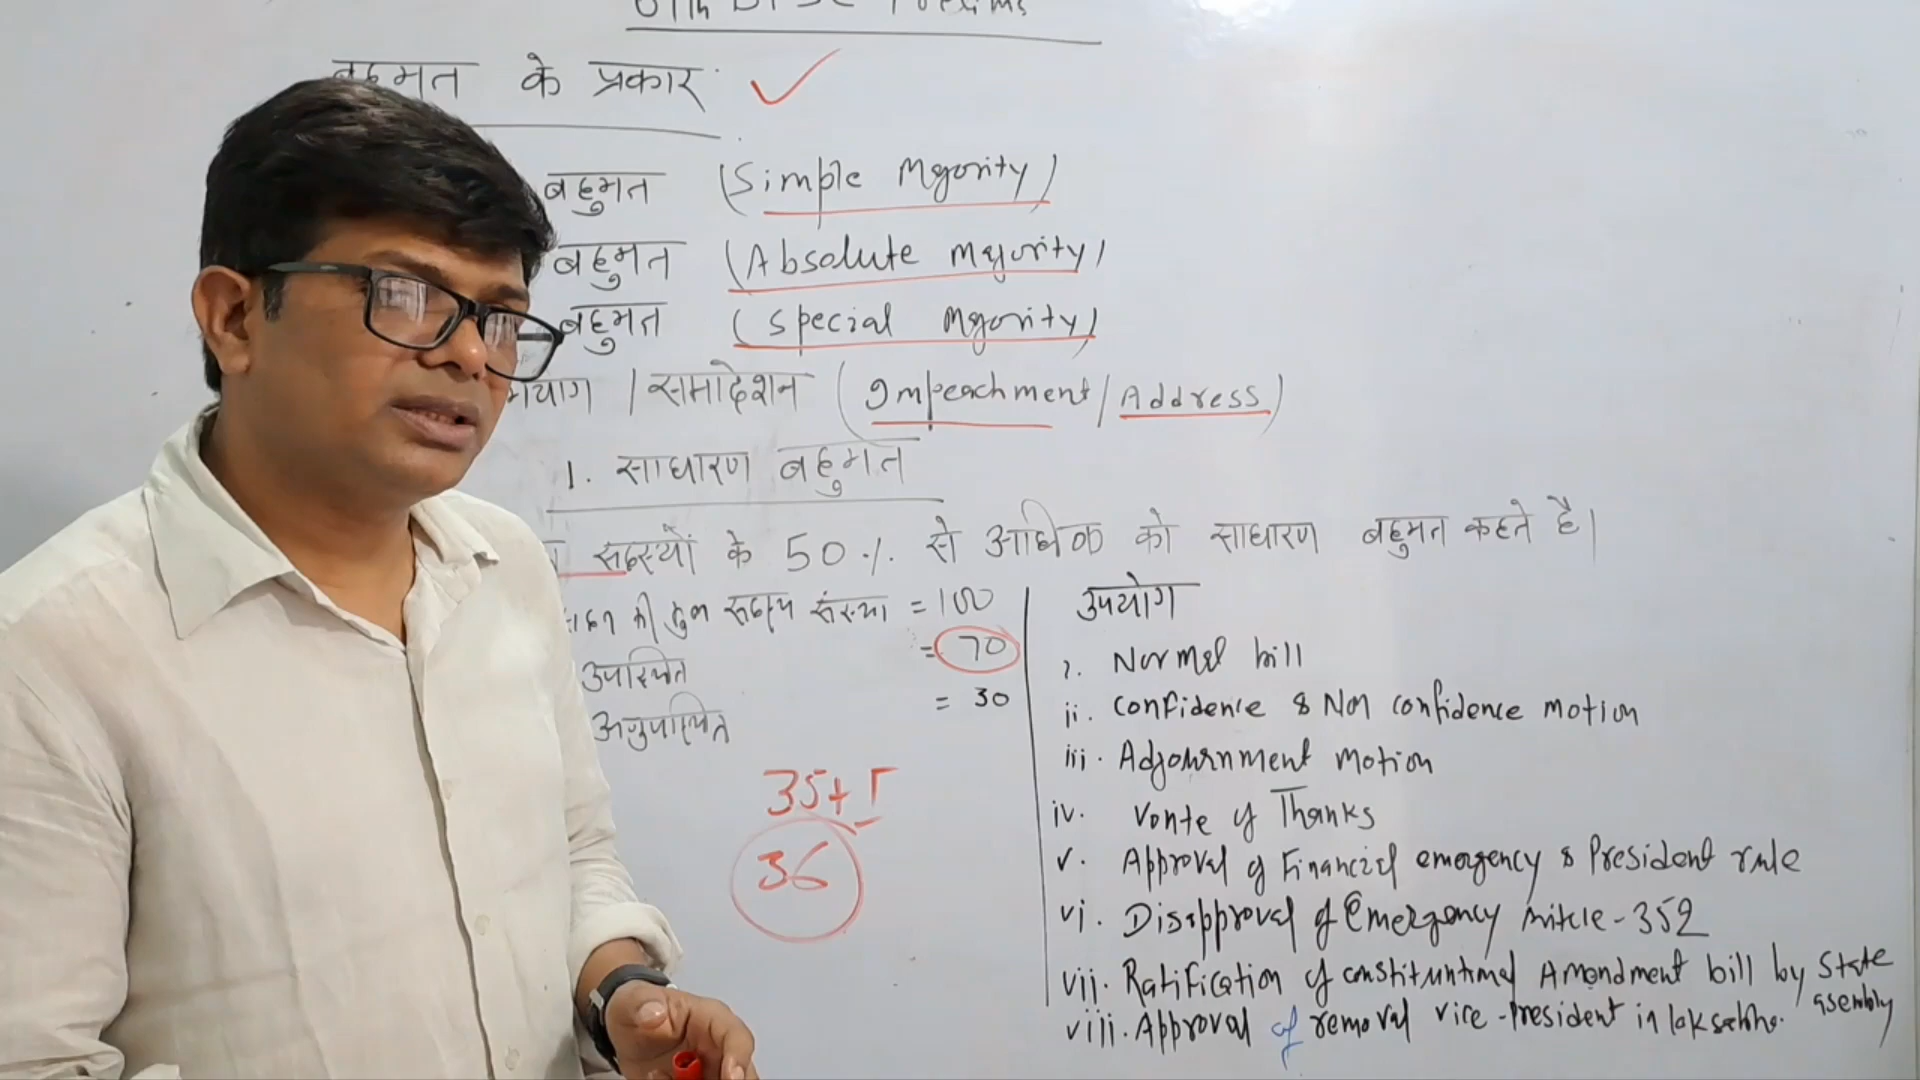 बहुमत के प्रकार
बहुमत (Simple Mgority)
बहुमत (Absolute Majority)
बहुमत (Special Mgority)
/समादेशन (Impeachment/Address)
1. साधारण बहुमत
सदस्यों के 50% से अधिक को साधारण बहुमत कहते है।
की कुल सदस्य संख्या = 100
उपस्थित = 70
अनुपस्थित = 30
35+1
36
उपयोग
i. Normal bill
ii. Confidence & Non confidence motion
iii. Adjournment motion
iv. Vonte of Thanks
v. Approval of Financial emergency & President rule
vi. Disapproval of Emergency Article-352
vii. Ratification of constituntional Amendment bill by State assembly
viii. Approval of removal vice-President in loksabha.